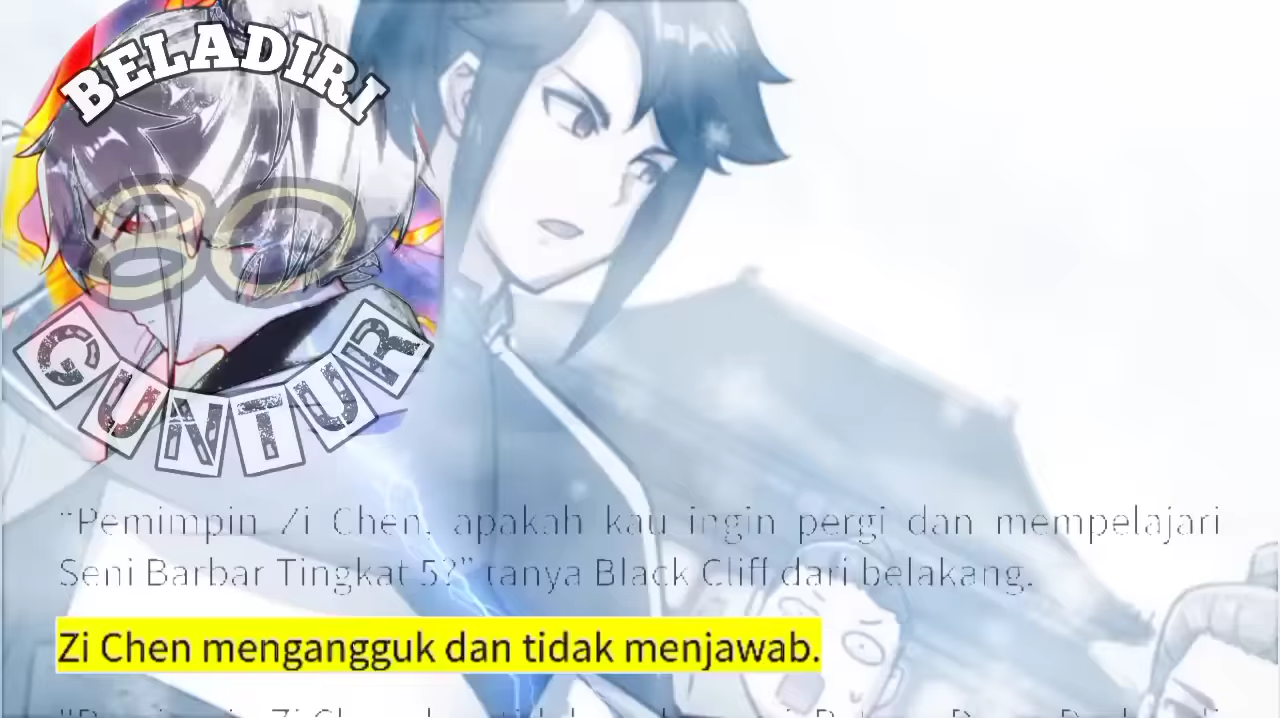 BELADIRI
GUNTUR
"Pemimpin Zi Chen, apakah kau ingin pergi dan mempelajari
Seni Barbar Tingkat 5?" tanya Black Cliff dari belakang.
Zi Chen mengangguk dan tidak menjawab.